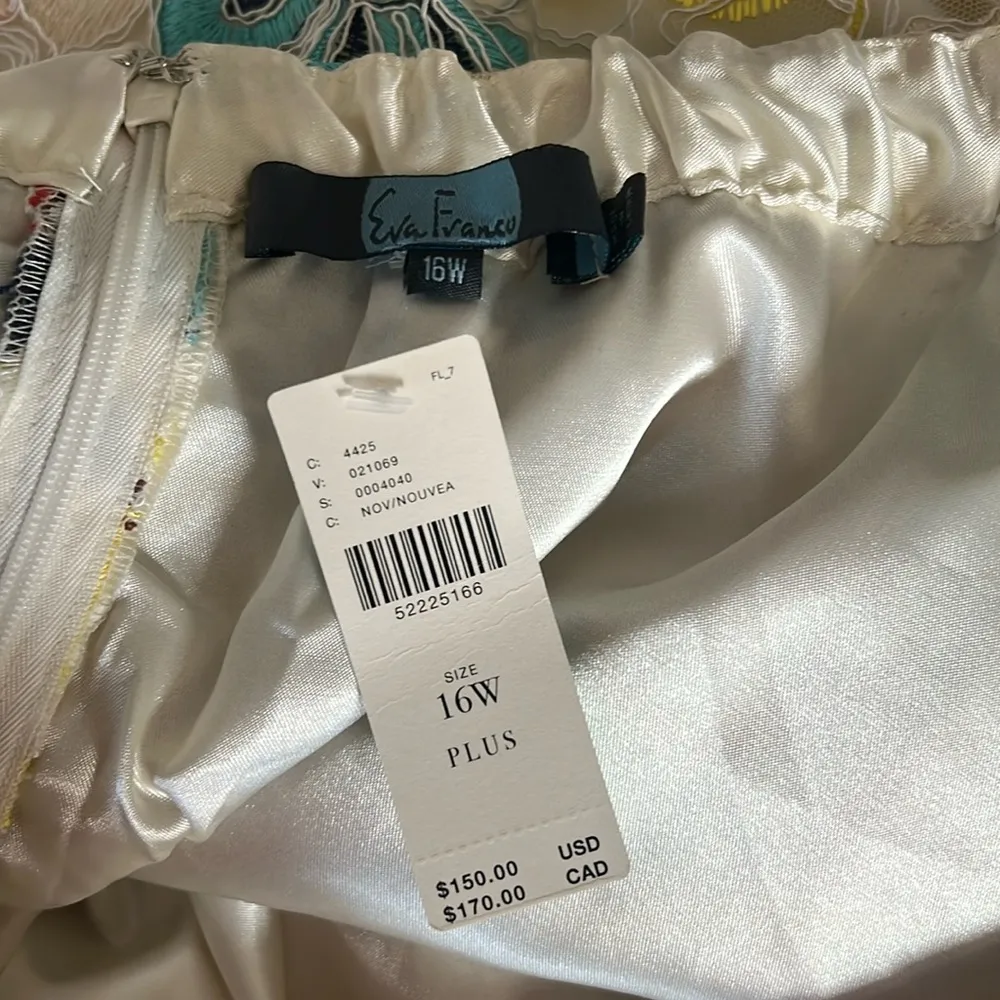 Eva Franco
16W
FL_7
C: 4425
V: 021069
S: 0004040
C: NOV/NOUVEA
52225166
SIZE
16W
PLUS
$150.00 USD
$170.00 CAD